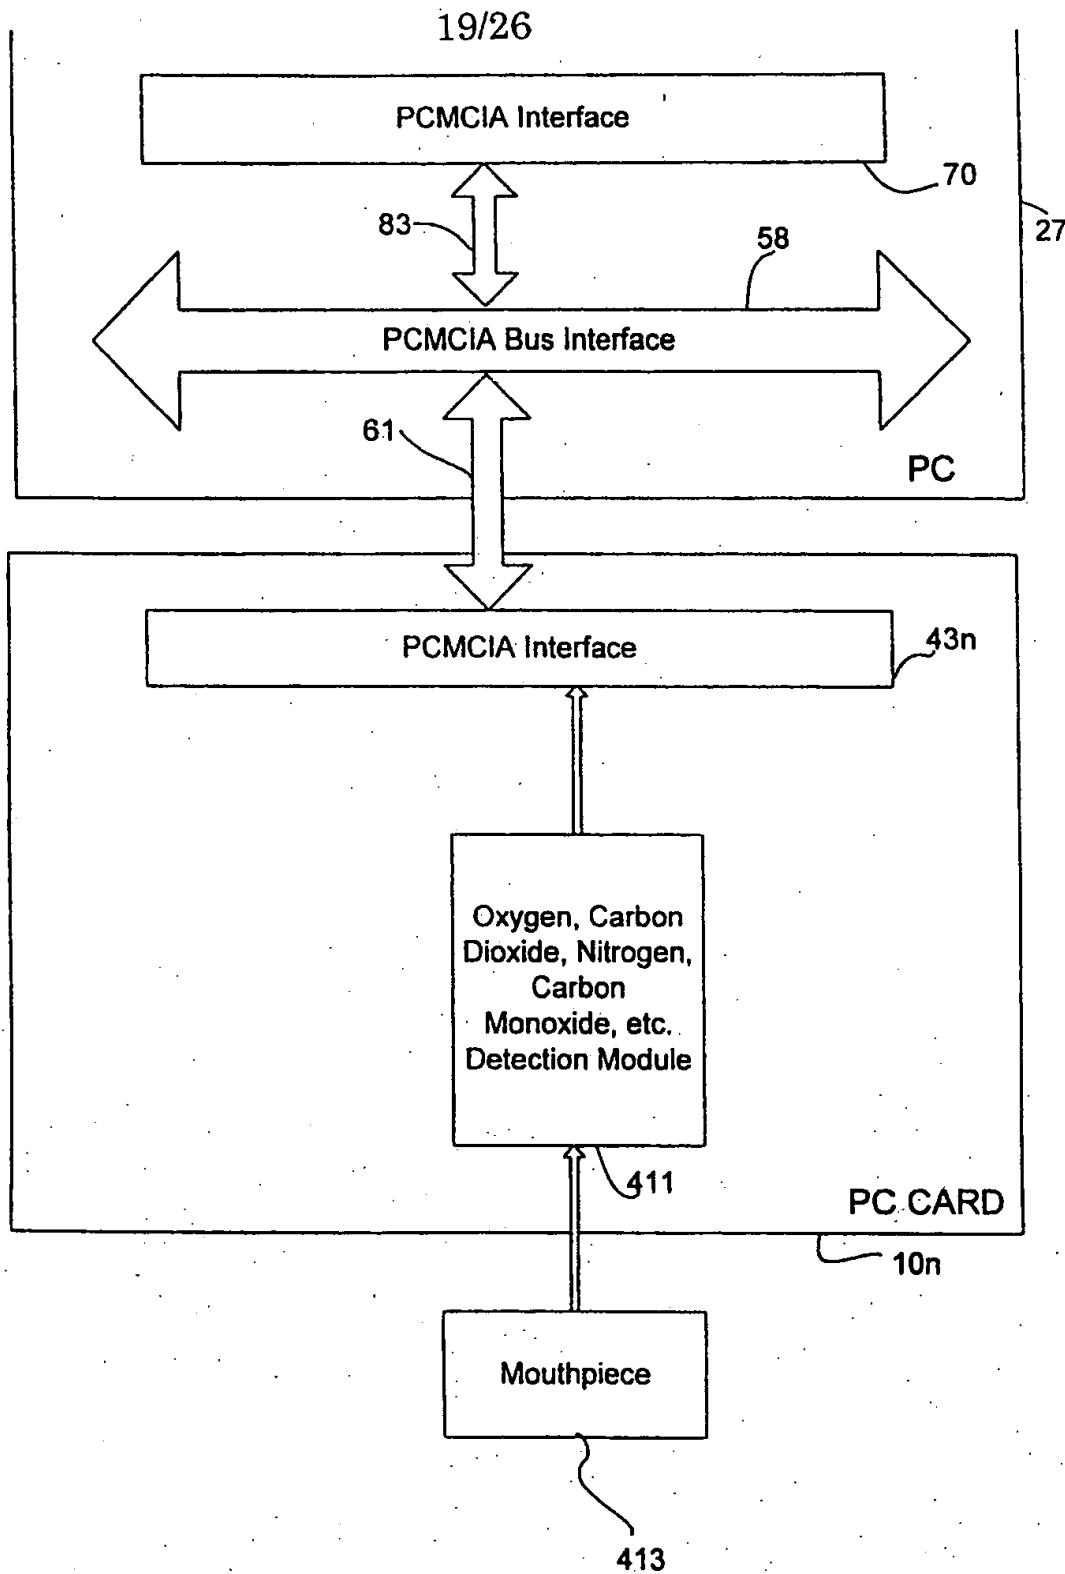 19/26
PCMCIA Interface
70
27
83
58
PCMCIA Bus Interface
61
PC
PCMCIA Interface
43n
Oxygen, Carbon
Dioxide, Nitrogen,
Carbon
Monoxide, etc.
Detection Module
411
PC CARD
10n
Mouthpiece
413